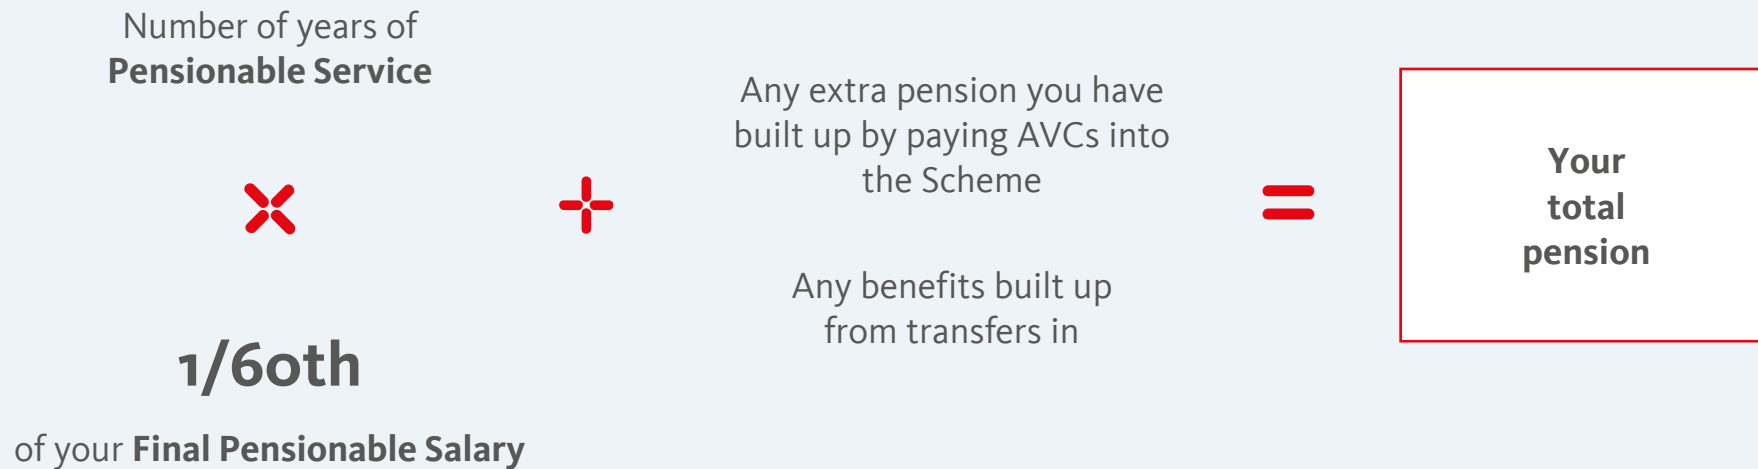 Number of years of
Pensionable Service
×
1/60th
of your Final Pensionable Salary
+
Any extra pension you have
built up by paying AVCs into
the Scheme
Any benefits built up
from transfers in
=
Your
total
pension